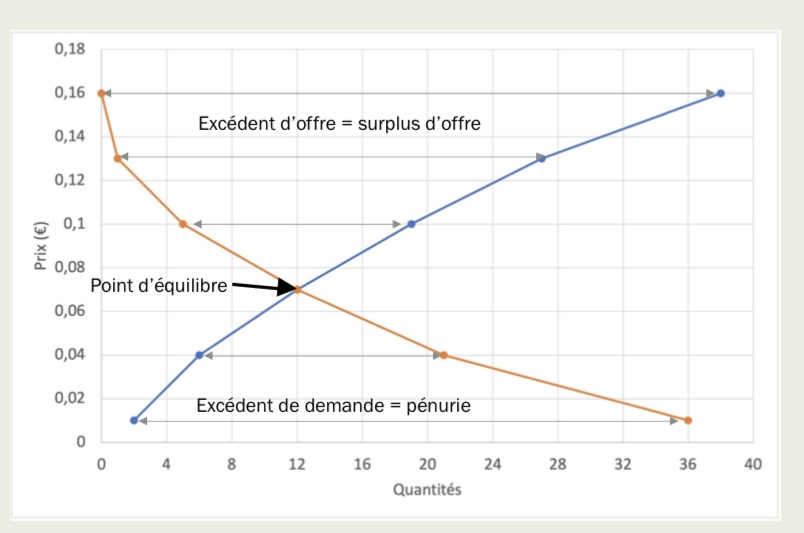 0,18
0,16
Excédent d'offre = surplus d'offre
0,14
0,12
0,1
Prix (€)
0,08
Point d'équilibre
0,06
0,04
0,02
Excédent de demande = pénurie
0
0 4 8 12 16 20 24 28 32 36 40
Quantités